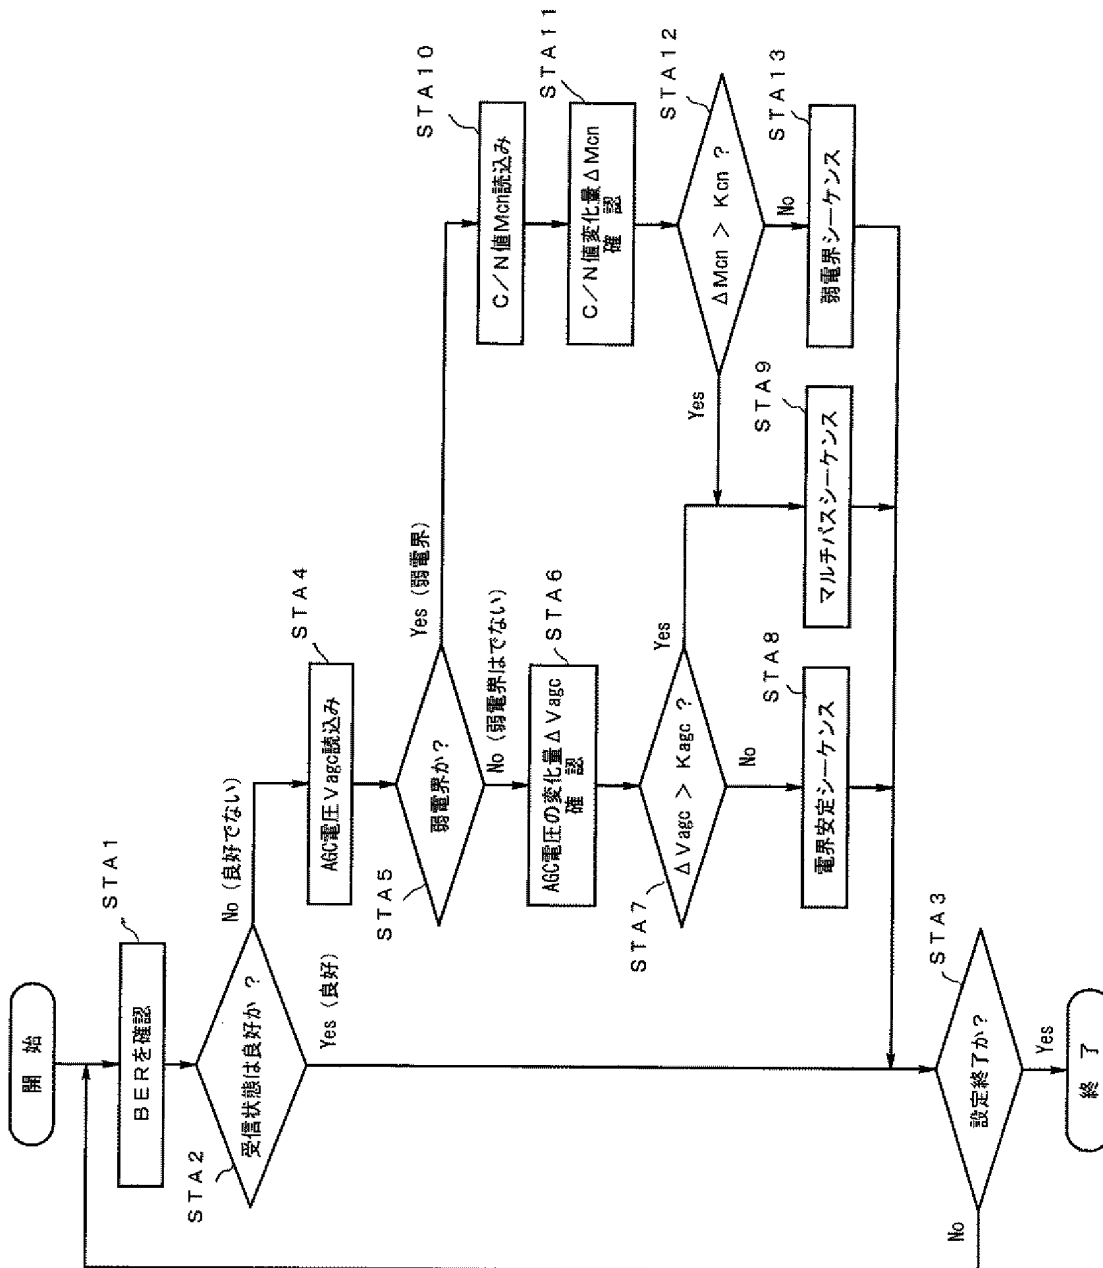 開 始
STA1
BERを確認
STA2
受信状態は良好か ?
No (良好でない)
Yes (良好)
STA4
AGC電圧Vagc読込み
STA5
弱電界か?
Yes (弱電界)
No (弱電界はでない)
STA6
AGC電圧の変化量ΔVagc
確 認
STA7
ΔVagc > Kagc ?
Yes
No
STA8
電界安定シーケンス
STA9
マルチパスシーケンス
STA10
C/N値Mcn読込み
STA11
C/N値変化量ΔMcn
確 認
STA12
ΔMcn > Kcn ?
Yes
No
STA13
弱電界シーケンス
STA3
設定終了か?
No
Yes
終 了